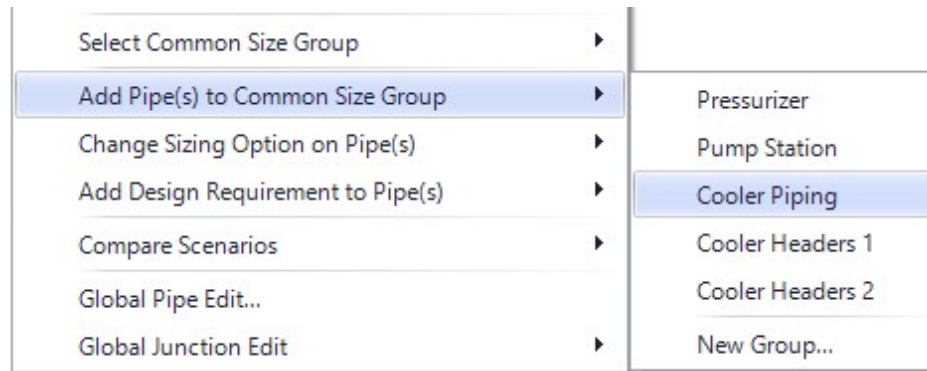 Select Common Size Group
Add Pipe(s) to Common Size Group
Change Sizing Option on Pipe(s)
Add Design Requirement to Pipe(s)
Compare Scenarios
Global Pipe Edit...
Global Junction Edit
Pressurizer
Pump Station
Cooler Piping
Cooler Headers 1
Cooler Headers 2
New Group...